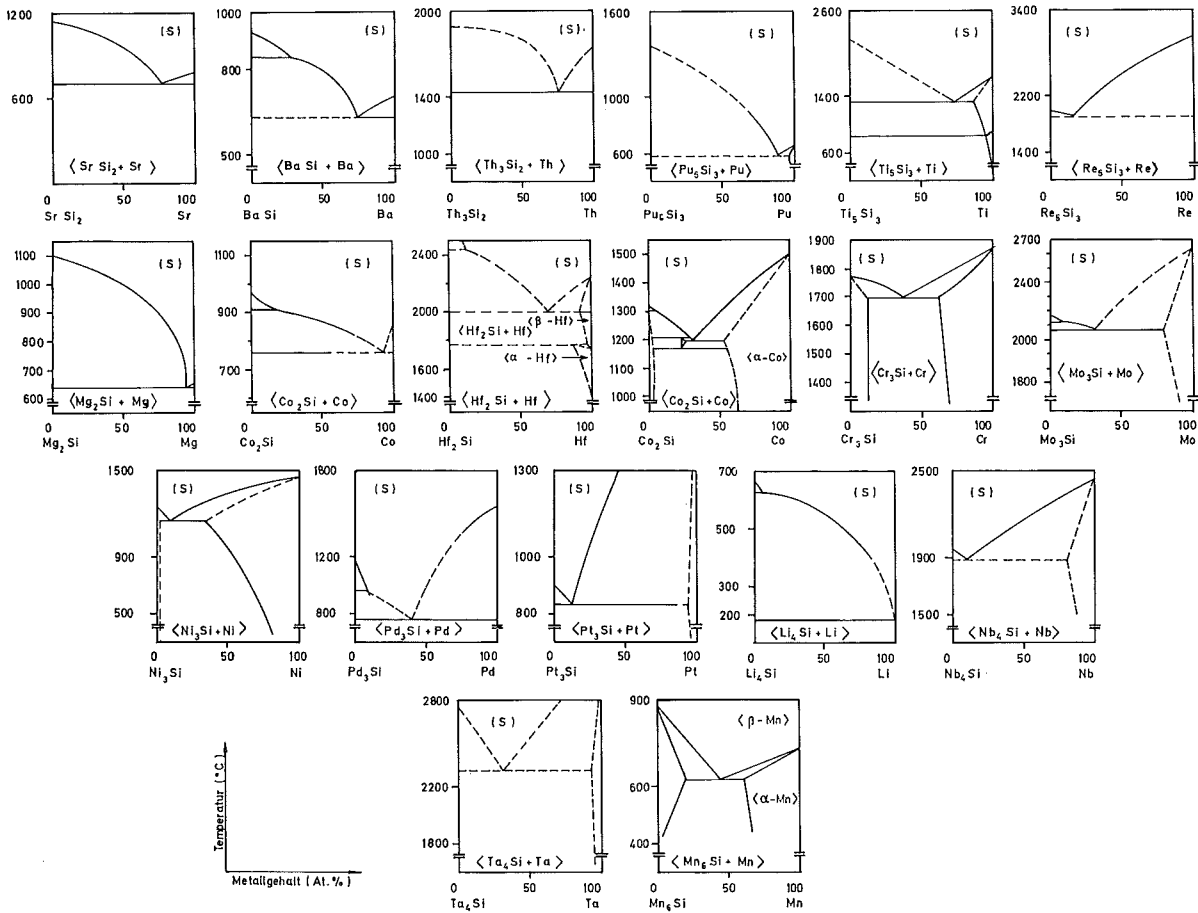 1200
600
(S)
⟨Sr Si₂ + Sr⟩
0 50 100
Sr Si₂ Sr
1000
800
500
(S)
⟨Ba Si + Ba⟩
0 50 100
Ba Si Ba
2000
1400
1000
(S)
⟨Th₃Si₂ + Th⟩
0 50 100
Th₃Si₂ Th
1600
1000
600
(S)
⟨Pu₅Si₃ + Pu⟩
0 50 100
Pu₅Si₃ Pu
2600
1400
600
(S)
⟨Ti₅Si₃ + Ti⟩
0 50 100
Ti₅Si₃ Ti
3400
2200
1400
(S)
⟨Re₅Si₃ + Re⟩
0 50 100
Re₅Si₃ Re
1100
900
700
600
(S)
⟨Mg₂Si + Mg⟩
0 50 100
Mg₂Si Mg
1100
900
700
(S)
⟨Co₂Si + Co⟩
0 50 100
Co₂Si Co
2400
2000
1800
1400
(S)
⟨β-Hf⟩
⟨Hf₂Si + Hf⟩
⟨α-Hf⟩
⟨Hf₂Si + Hf⟩
0 50 100
Hf₂Si Hf
1500
1300
1100
1000
(S)
⟨α-Co⟩
⟨Co₂Si + Co⟩
0 50 100
Co₂Si Co
1900
1800
1700
1600
1400
(S)
⟨Cr₃Si + Cr⟩
0 50 100
Cr₃Si Cr
2700
2400
2000
(S)
⟨Mo₃Si + Mo⟩
0 50 100
Mo₃Si Mo
1500
900
500
(S)
⟨Ni₃Si + Ni⟩
0 50 100
Ni₃Si Ni
1800
1200
800
(S)
⟨Pd₃Si + Pd⟩
0 50 100
Pd₃Si Pd
1300
1000
800
(S)
⟨Pt₃Si + Pt⟩
0 50 100
Pt₃Si Pt
700
500
300
200
(S)
⟨Li₄Si + Li⟩
0 50 100
Li₄Si Li
2500
1900
1500
(S)
⟨Nb₄Si + Nb⟩
0 50 100
Nb₄Si Nb
Temperatur (°C)
Metallgehalt (At.%)
2800
2200
1800
(S)
⟨Ta₄Si + Ta⟩
0 50 100
Ta₄Si Ta
900
600
400
⟨β-Mn⟩
⟨α-Mn⟩
⟨Mn₆Si + Mn⟩
0 50 100
Mn₆Si Mn